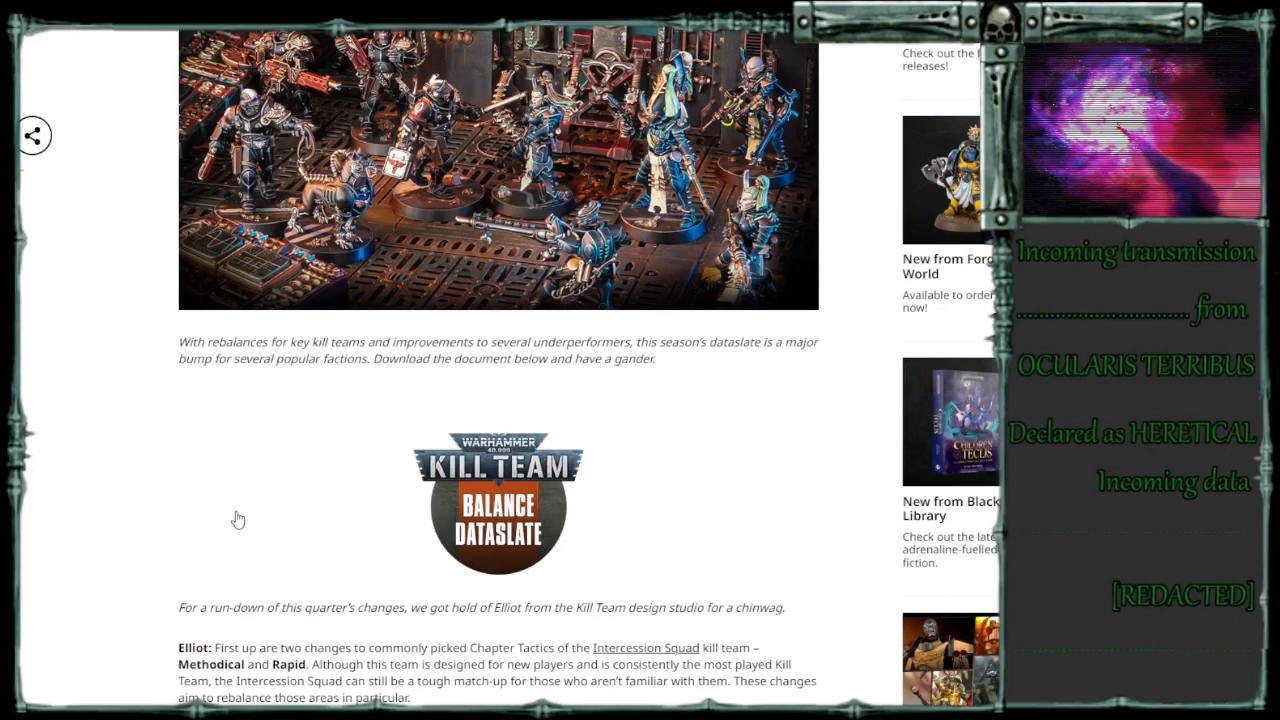 With rebalances for key kill teams and improvements to several underperformers, this season's dataslate is a major
bump for several popular factions. Download the document below and have a gander.
WARHAMMER
40,000
KILL TEAM
BALANCE
DATASLATE
For a run-down of this quarter's changes, we got hold of Elliot from the Kill Team design studio for a chinwag.
Elliot: First up are two changes to commonly picked Chapter Tactics of the Intercession Squad kill team –
Methodical and Rapid. Although this team is designed for new players and is consistently the most played Kill
Team, the Intercession Squad can still be a tough match-up for those who aren't familiar with them. These changes
aim to rebalance those areas in particular.
Check out the
releases!
New from
World
Available to order
now!
CHILDREN
OF TECLIS
New from Black
Library
Check out the
adrenaline-fuelled
fiction.
Incoming transmission
................................ from
OCULARIS TERRIBUS
Declared as HERETICAL
Incoming data
[REDACTED]